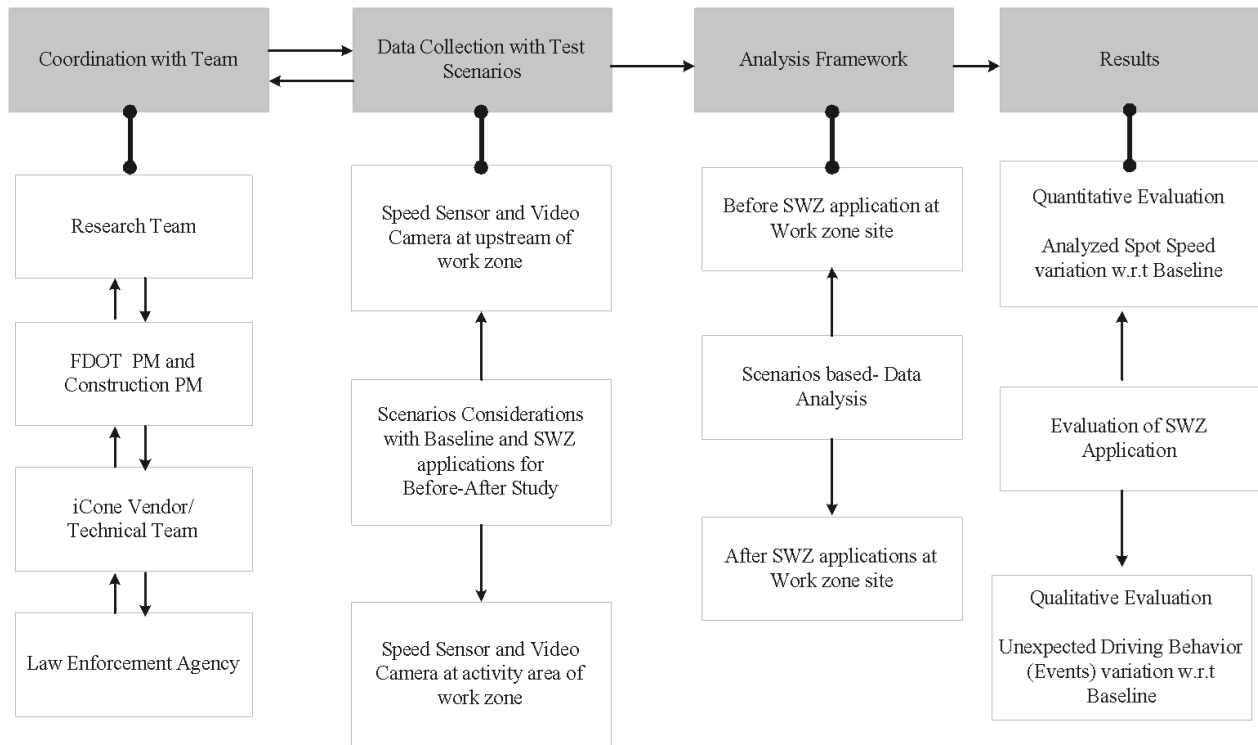 Coordination with Team
Data Collection with Test
Scenarios
Analysis Framework
Results
Research Team
FDOT PM and
Construction PM
iCone Vendor/
Technical Team
Law Enforcement Agency
Speed Sensor and Video
Camera at upstream of
work zone
Scenarios Considerations
with Baseline and SWZ
applications for
Before-After Study
Speed Sensor and Video
Camera at activity area of
work zone
Before SWZ application at
Work zone site
Scenarios based- Data
Analysis
After SWZ applications at
Work zone site
Quantitative Evaluation
Analyzed Spot Speed
variation w.r.t Baseline
Evaluation of SWZ
Application
Qualitative Evaluation
Unexpected Driving Behavior
(Events) variation w.r.t
Baseline